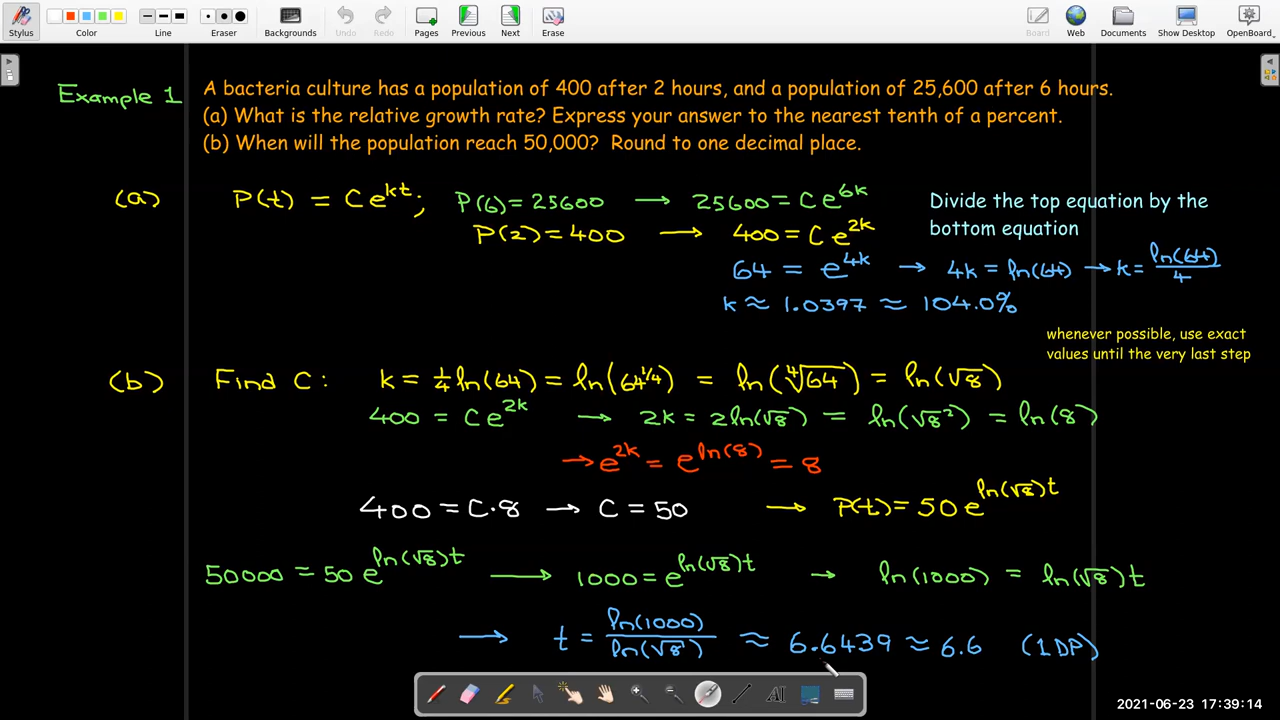 Stylus Color Line Eraser Backgrounds Undo Redo Pages Previous Next Erase Board Web Documents Show Desktop OpenBoard
Example 1 A bacteria culture has a population of 400 after 2 hours, and a population of 25,600 after 6 hours.
(a) What is the relative growth rate? Express your answer to the nearest tenth of a percent.
(b) When will the population reach 50,000? Round to one decimal place.
(a) P(t) = Ce^{kt}; P(6)=25600 → 25600 = Ce^{6k}
P(2)=400 → 400 = Ce^{2k}
Divide the top equation by the
bottom equation
64 = e^{4k} → 4k = ln(64) → k = ln(64)/4
k ≈ 1.0397 ≈ 104.0%
whenever possible, use exact
values until the very last step
(b) Find C: k = 1/4 ln(64) = ln(64^{1/4}) = ln(∜64) = ln(√8)
400 = Ce^{2k} → 2k = 2ln(√8) = ln(√8²) = ln(8)
→ e^{2k} = e^{ln(8)} = 8
400 = C·8 → C = 50 → P(t) = 50e^{ln(√8)t}
50000 = 50e^{ln(√8)t} → 1000 = e^{ln(√8)t} → ln(1000) = ln(√8)t
→ t = ln(1000)/ln(√8) ≈ 6.6439 ≈ 6.6 (1DP)
AI
2021-06-23 17:39:14